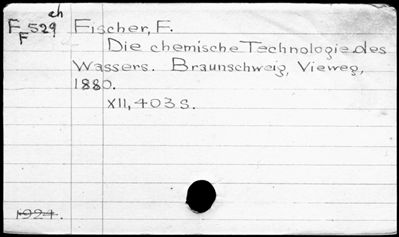 ch
F 529 Fischer, F.
F
Die chemische Technologie des
Wassers. Braunschweig, Vieweg,
1880.
XII, 403 S.
1924.